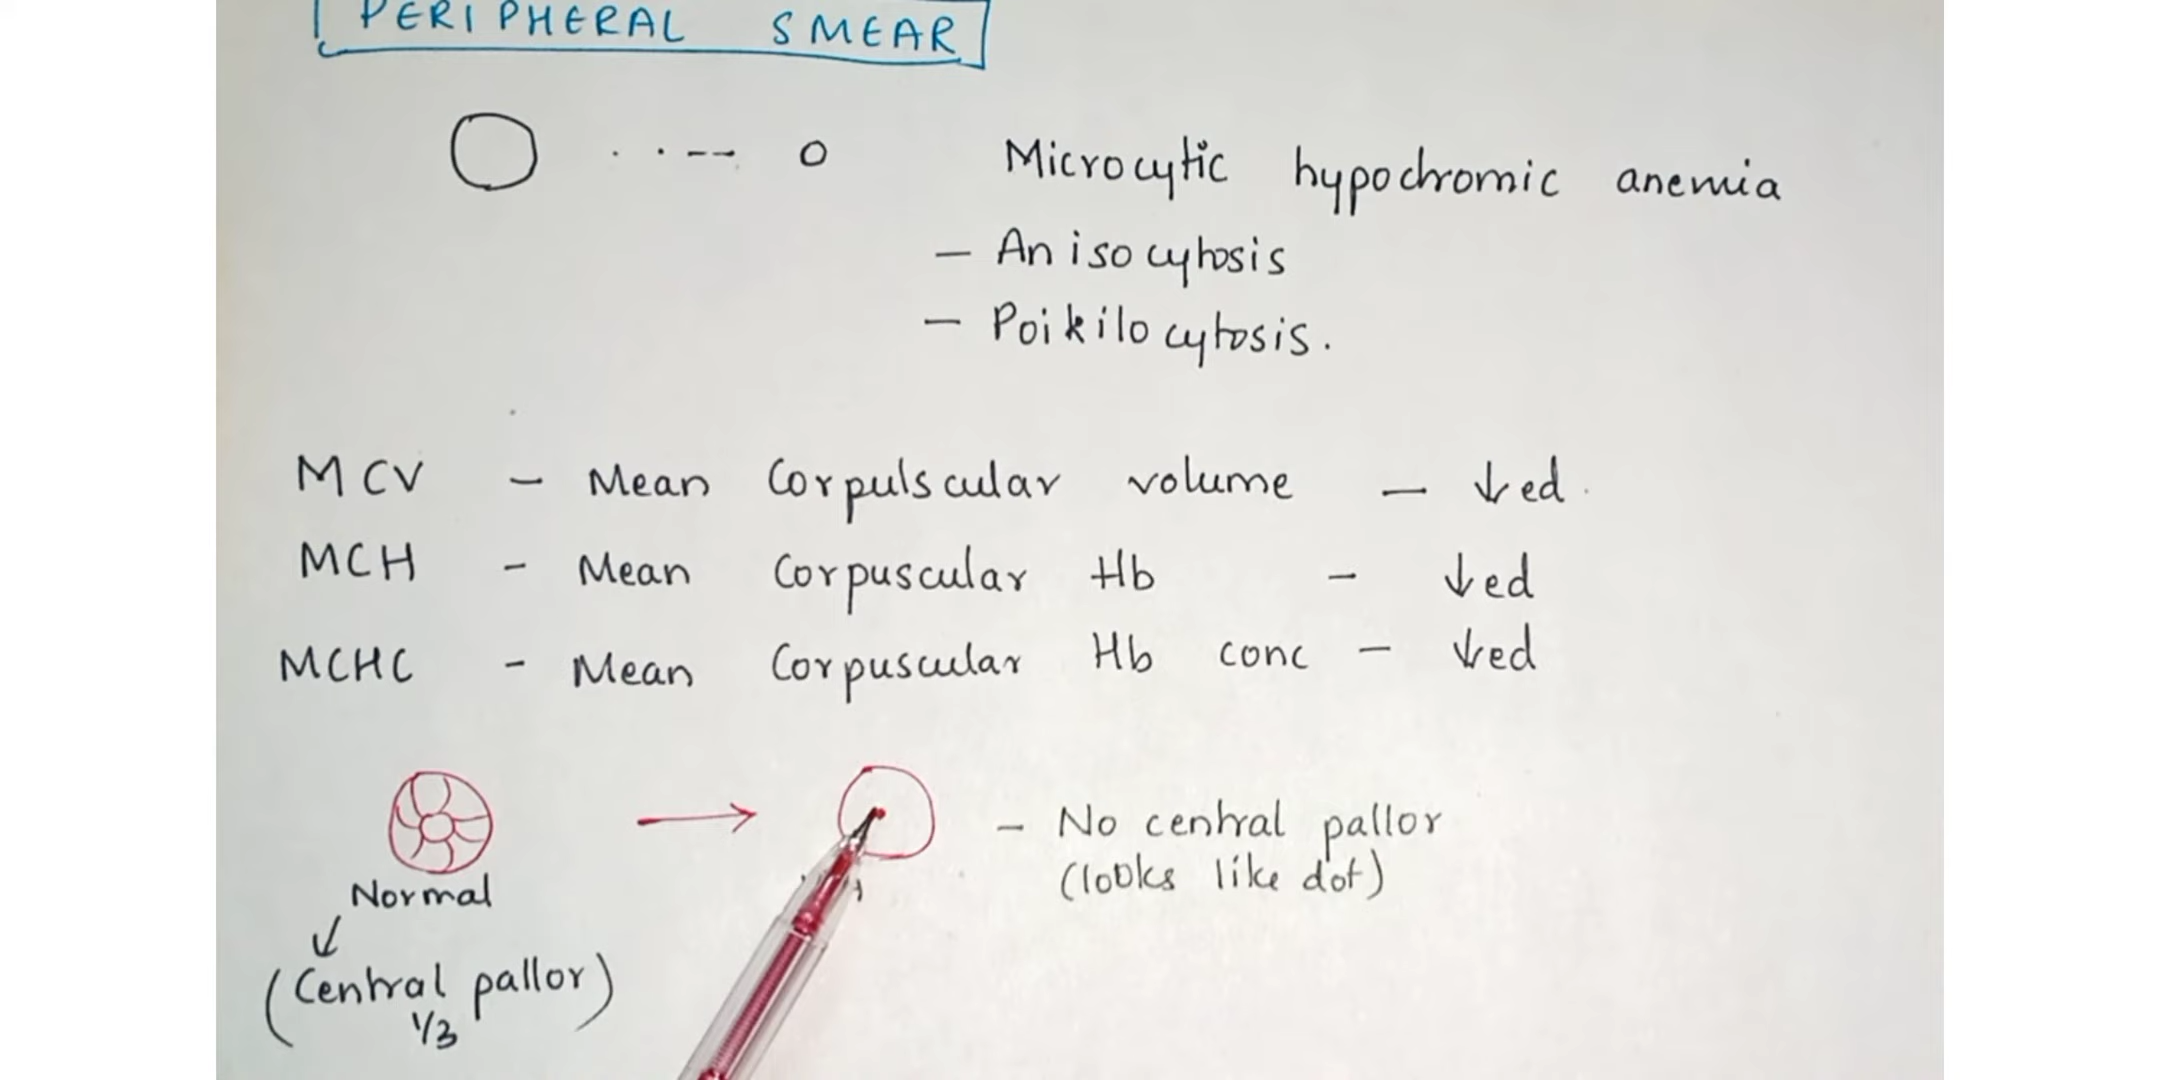 PERIPHERAL SMEAR
Microcytic hypochromic anemia
- Anisocytosis
- Poikilocytosis.
MCV - Mean Corpulscular volume - ↓ed
MCH - Mean Corpuscular Hb - ↓ed
MCHC - Mean Corpuscular Hb conc - ↓ed
- No central pallor
(looks like dot)
Normal
↓
(Central pallor)
1/3